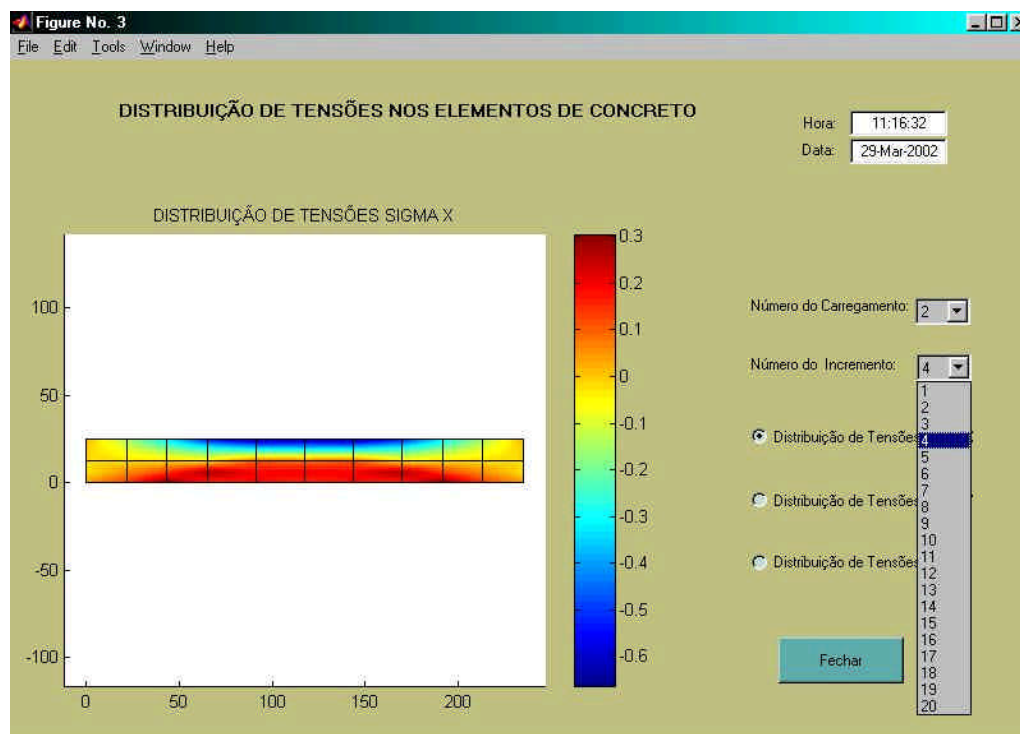 Figure No. 3
File Edit Tools Window Help
DISTRIBUIÇÃO DE TENSÕES NOS ELEMENTOS DE CONCRETO
Hora: 11:16:32
Data: 29-Mar-2002
DISTRIBUIÇÃO DE TENSÕES SIGMA X
100
50
0
-50
-100
0 50 100 150 200
0.3
0.2
0.1
0
-0.1
-0.2
-0.3
-0.4
-0.5
-0.6
Número do Carregamento: 2
Número do Incremento: 4
1
2
3
4
5
6
7
8
9
10
11
12
13
14
15
16
17
18
19
20
Distribuição de Tensões
Distribuição de Tensões
Distribuição de Tensões
Fechar